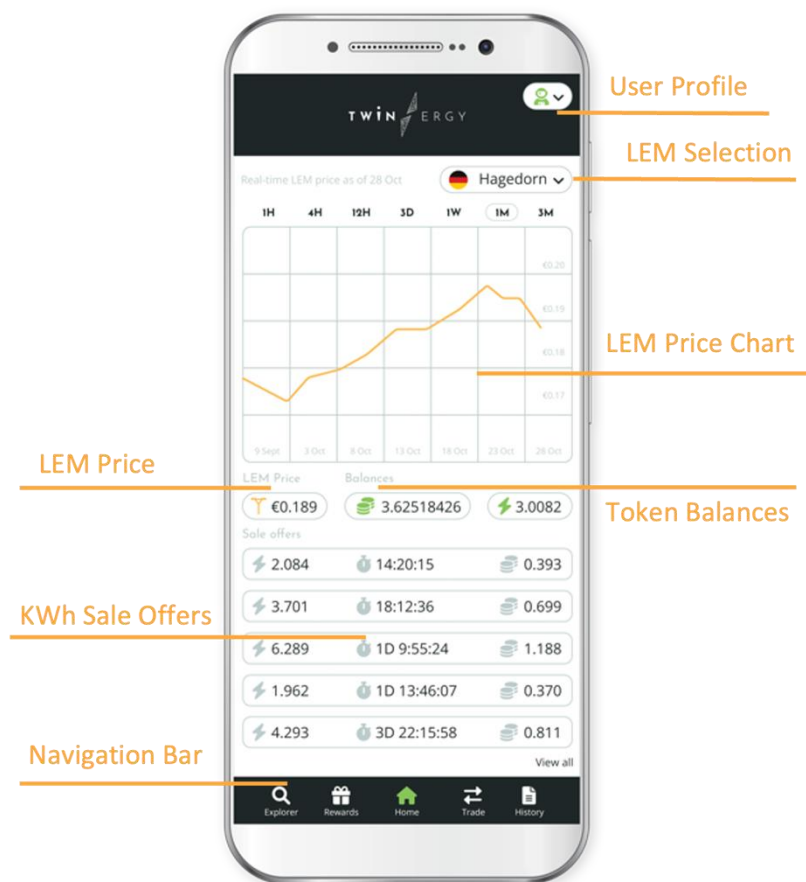 User Profile
TWiN ERGY
LEM Selection
Real-time LEM price as of 28 Oct
Hagedorn
1H 4H 12H 3D 1W 1M 3M
€0.20
€0.19
LEM Price Chart
€0.18
€0.17
9 Sept 3 Oct 8 Oct 13 Oct 18 Oct 23 Oct 28 Oct
LEM Price
LEM Price Balances
€0.189 3.62518426 3.0082
Token Balances
Sale offers
2.084 14:20:15 0.393
3.701 18:12:36 0.699
KWh Sale Offers
6.289 1D 9:55:24 1.188
1.962 1D 13:46:07 0.370
4.293 3D 22:15:58 0.811
Navigation Bar
View all
Explorer Rewards Home Trade History